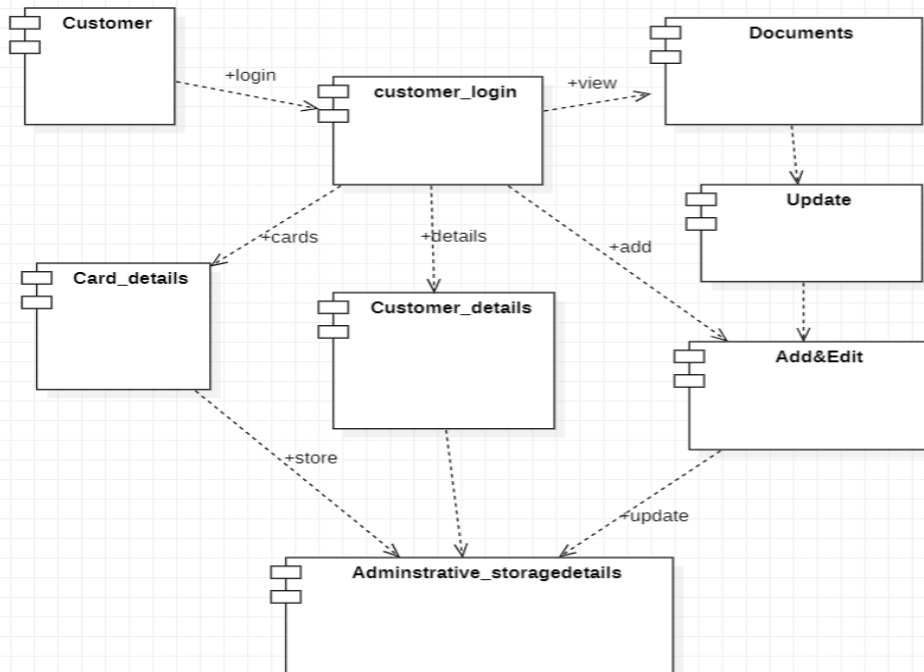 Customer
Documents
+login
+view
customer_login
Update
+cards
+details
+add
Card_details
Customer_details
Add&Edit
+store
+update
Adminstrative_storagedetails